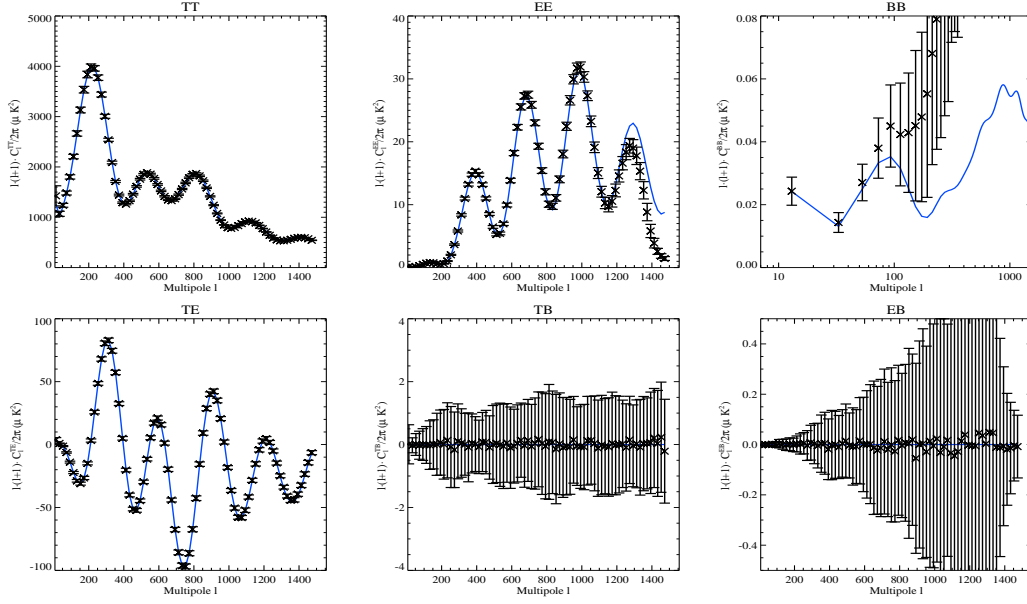 TT
5000
4000
3000
2000
1000
0
l·(l+1)· C_l^TT/2π (μ K²)
200 400 600 800 1000 1200 1400
Multipole l
EE
40
30
20
10
0
l·(l+1)· C_l^EE/2π (μ K²)
200 400 600 800 1000 1200 1400
Multipole l
BB
0.08
0.06
0.04
0.02
0.00
l·(l+1)· C_l^BB/2π (μ K²)
10 100 1000
Multipole l
TE
100
50
0
-50
-100
l·(l+1)· C_l^TE/2π (μ K²)
200 400 600 800 1000 1200 1400
Multipole l
TB
4
2
0
-2
-4
l·(l+1)· C_l^TB/2π (μ K²)
200 400 600 800 1000 1200 1400
Multipole l
EB
0.4
0.2
0.0
-0.2
-0.4
l·(l+1)· C_l^EB/2π (μ K²)
200 400 600 800 1000 1200 1400
Multipole l